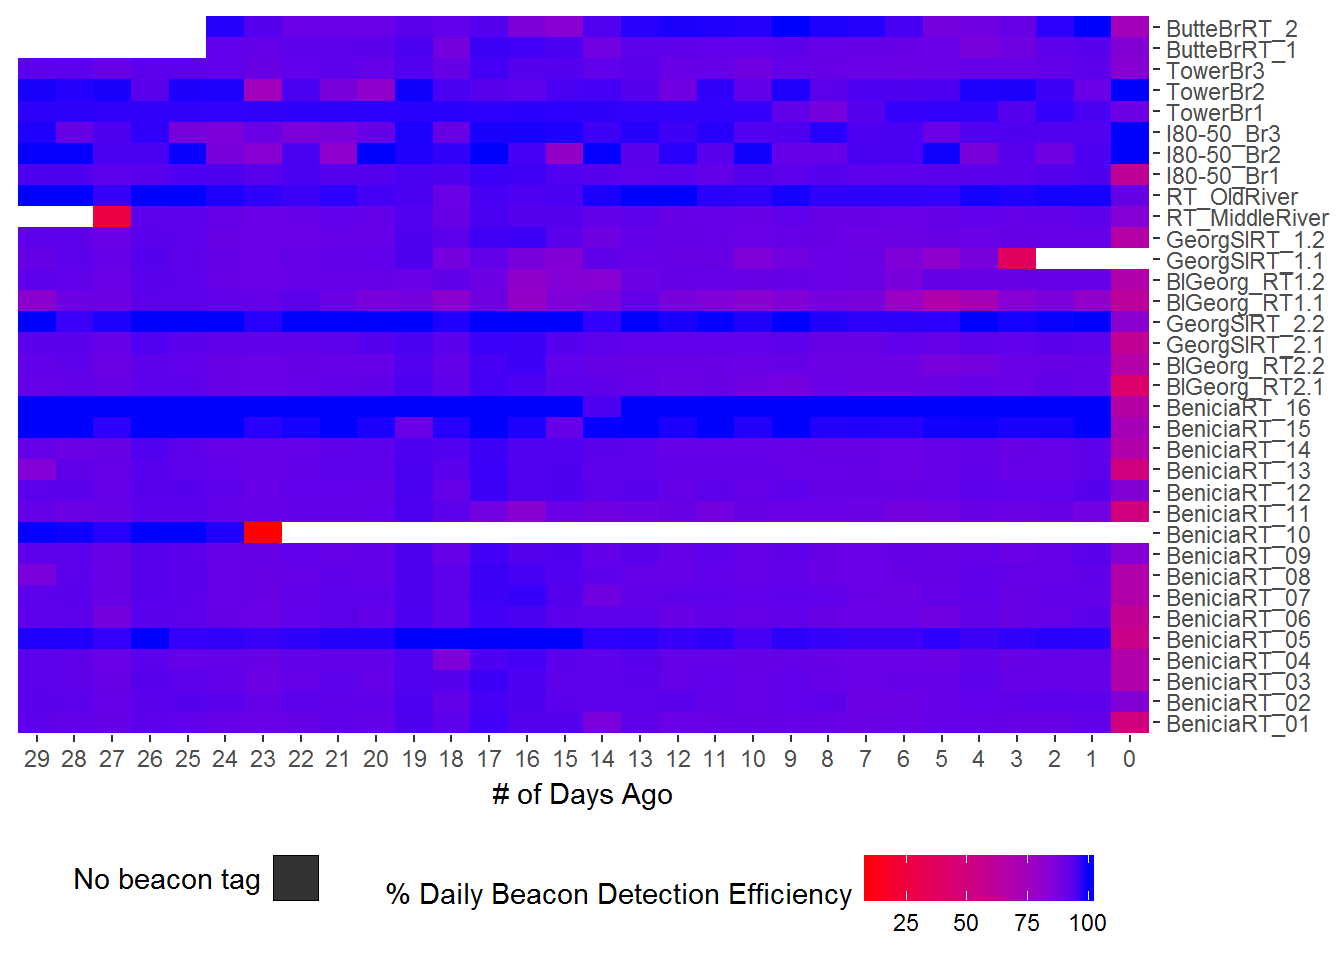 ButteBrRT_2
ButteBrRT_1
TowerBr3
TowerBr2
TowerBr1
I80-50_Br3
I80-50_Br2
I80-50_Br1
RT_OldRiver
RT_MiddleRiver
GeorgSlRT_1.2
GeorgSlRT_1.1
BlGeorg_RT1.2
BlGeorg_RT1.1
GeorgSlRT_2.2
GeorgSlRT_2.1
BlGeorg_RT2.2
BlGeorg_RT2.1
BeniciaRT_16
BeniciaRT_15
BeniciaRT_14
BeniciaRT_13
BeniciaRT_12
BeniciaRT_11
BeniciaRT_10
BeniciaRT_09
BeniciaRT_08
BeniciaRT_07
BeniciaRT_06
BeniciaRT_05
BeniciaRT_04
BeniciaRT_03
BeniciaRT_02
BeniciaRT_01
29 28 27 26 25 24 23 22 21 20 19 18 17 16 15 14 13 12 11 10 9 8 7 6 5 4 3 2 1 0
# of Days Ago
No beacon tag
% Daily Beacon Detection Efficiency
25 50 75 100